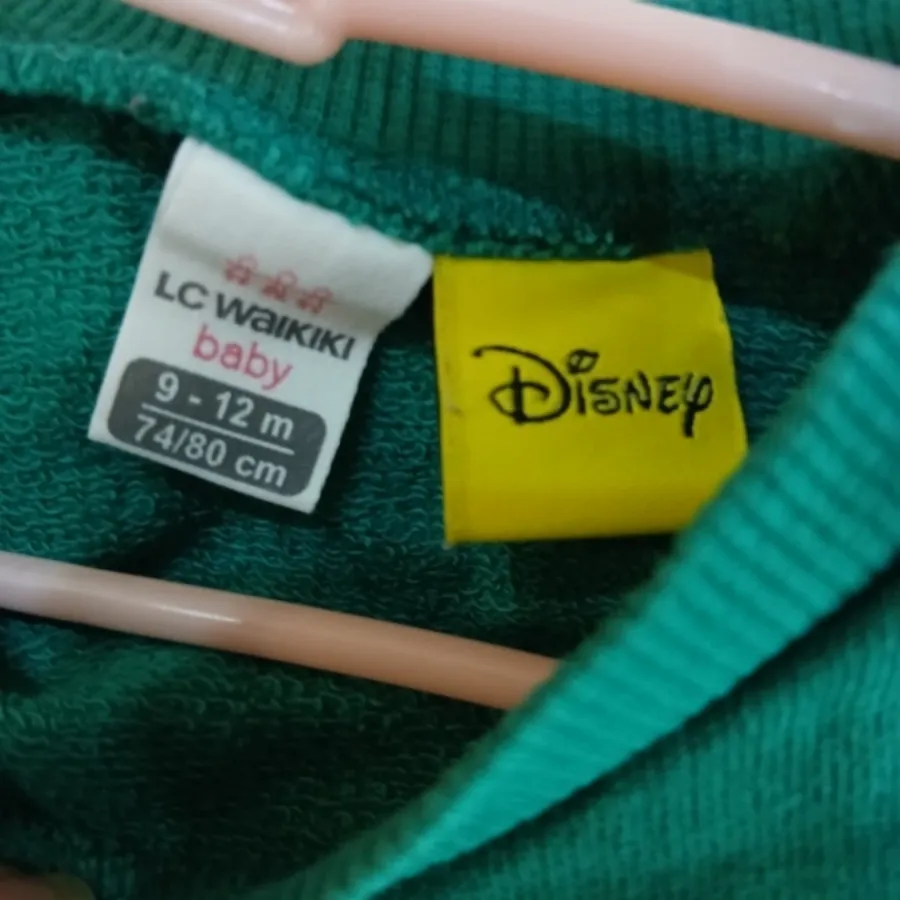 LC WAIKIKI
baby
9 - 12 m
74/80 cm
Disney